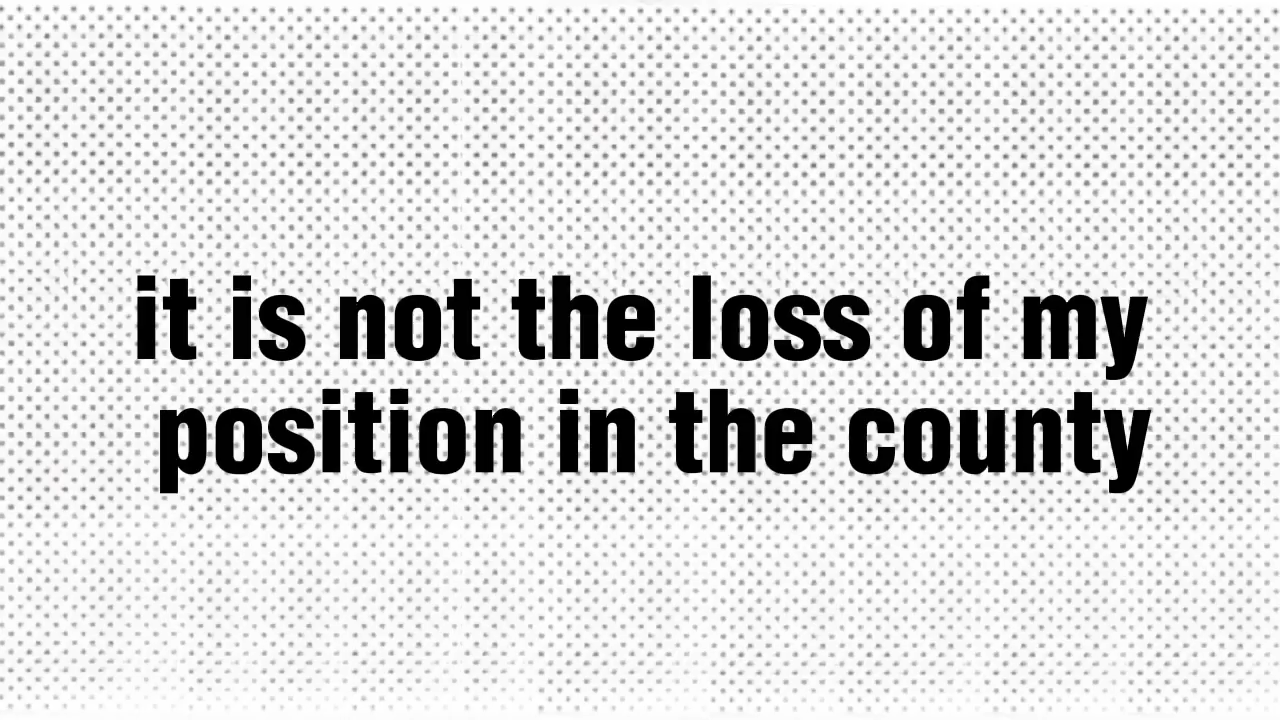 it is not the loss of my
position in the county